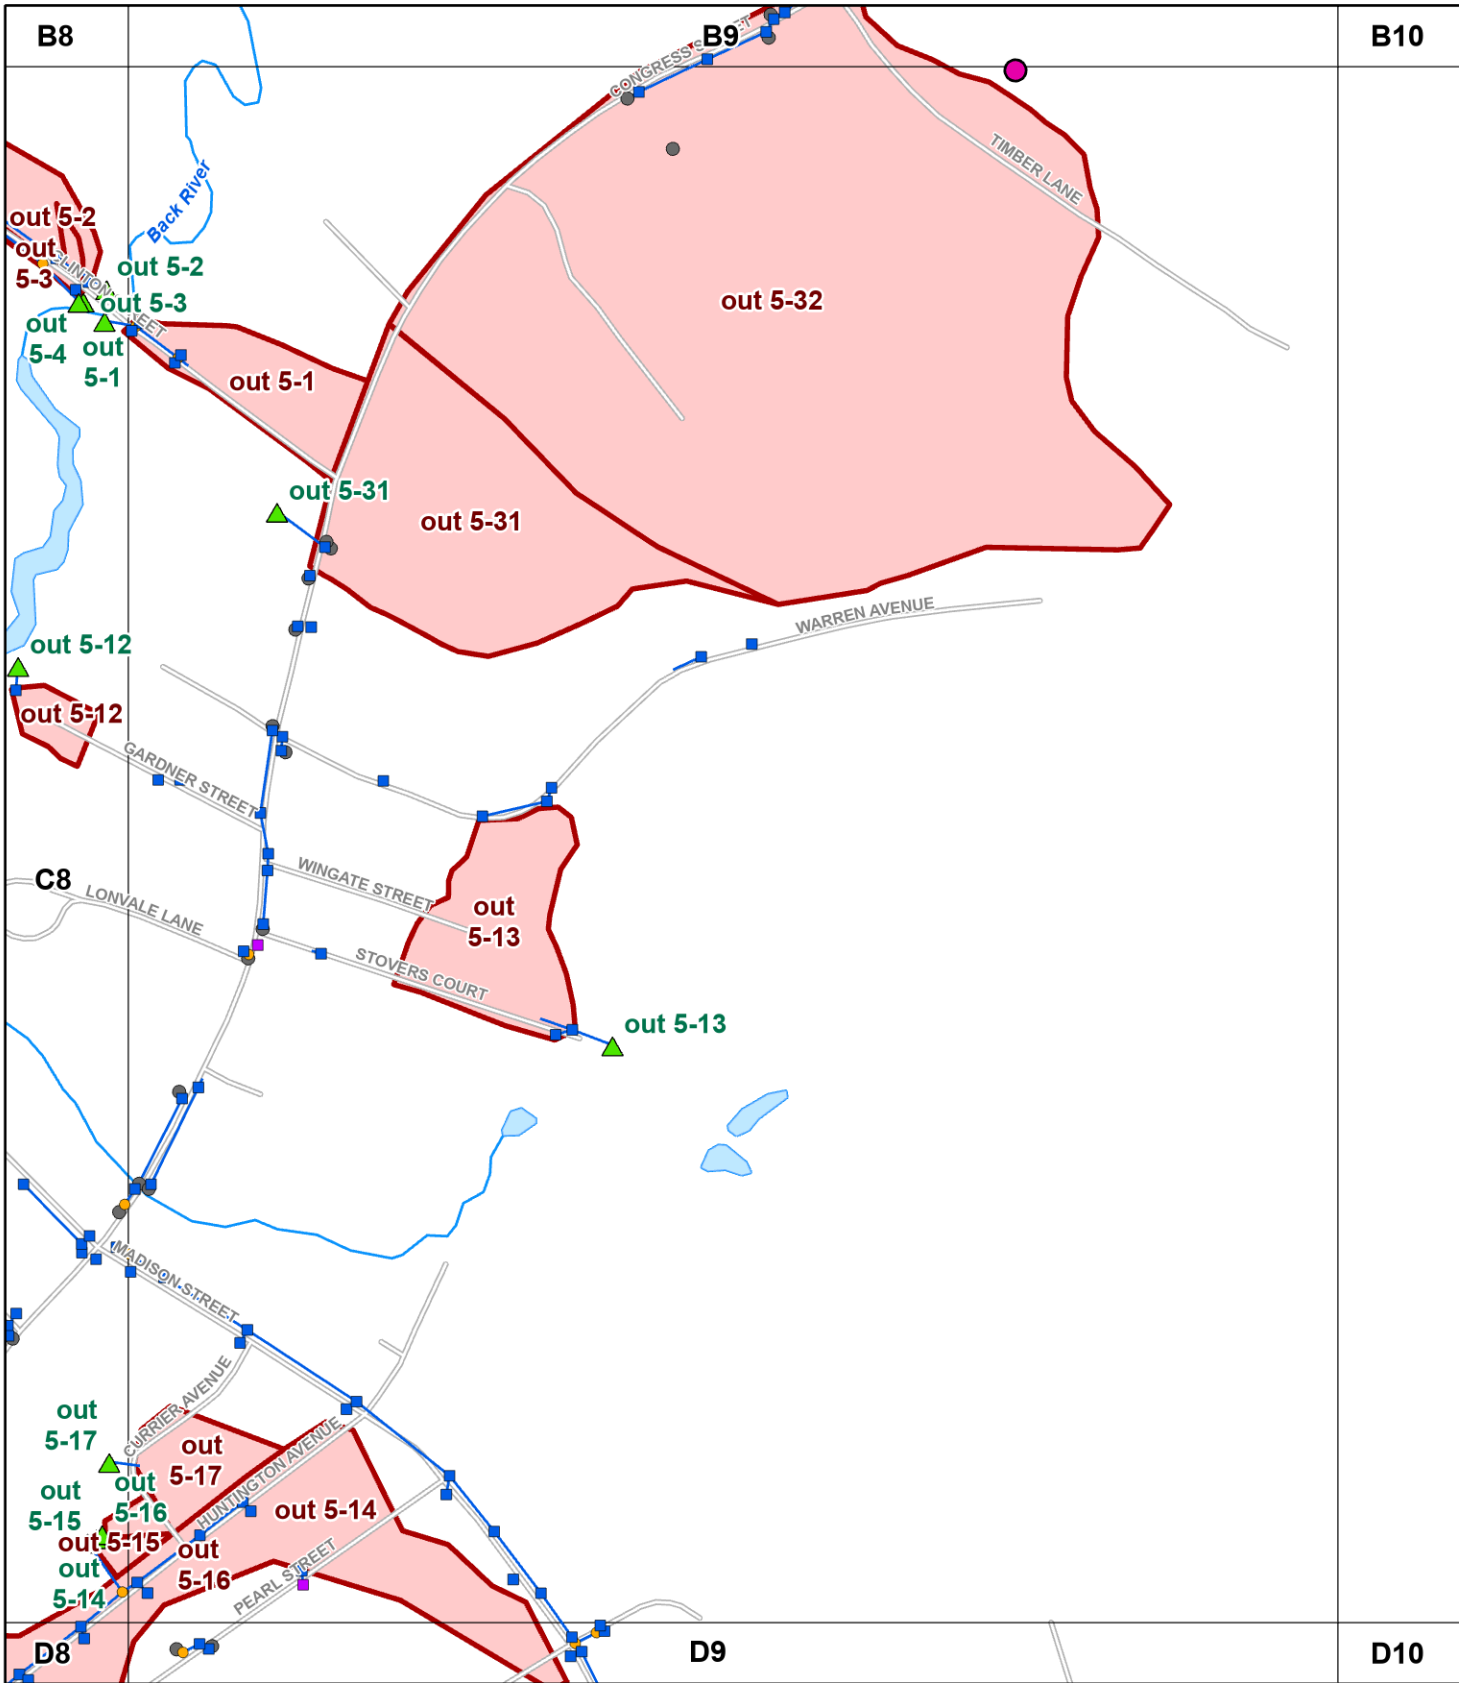 B8
B9
B10
CONGRESS STREET
TIMBER LANE
Back River
out 5-2
out
5-3
CLINTON STREET
out 5-2
out 5-3
out
5-4
out
5-1
out 5-1
out 5-32
out 5-31
out 5-31
WARREN AVENUE
out 5-12
out 5-12
GARDNER STREET
C8
LONVALE LANE
WINGATE STREET
out
5-13
STOVERS COURT
out 5-13
MADISON STREET
CURRIER AVENUE
out
5-17
out
5-17
HUNTINGTON AVENUE
out
5-16
out
5-15
out 5-14
out 5-15
out
5-16
out
5-14
PEARL STREET
D8
D9
D10